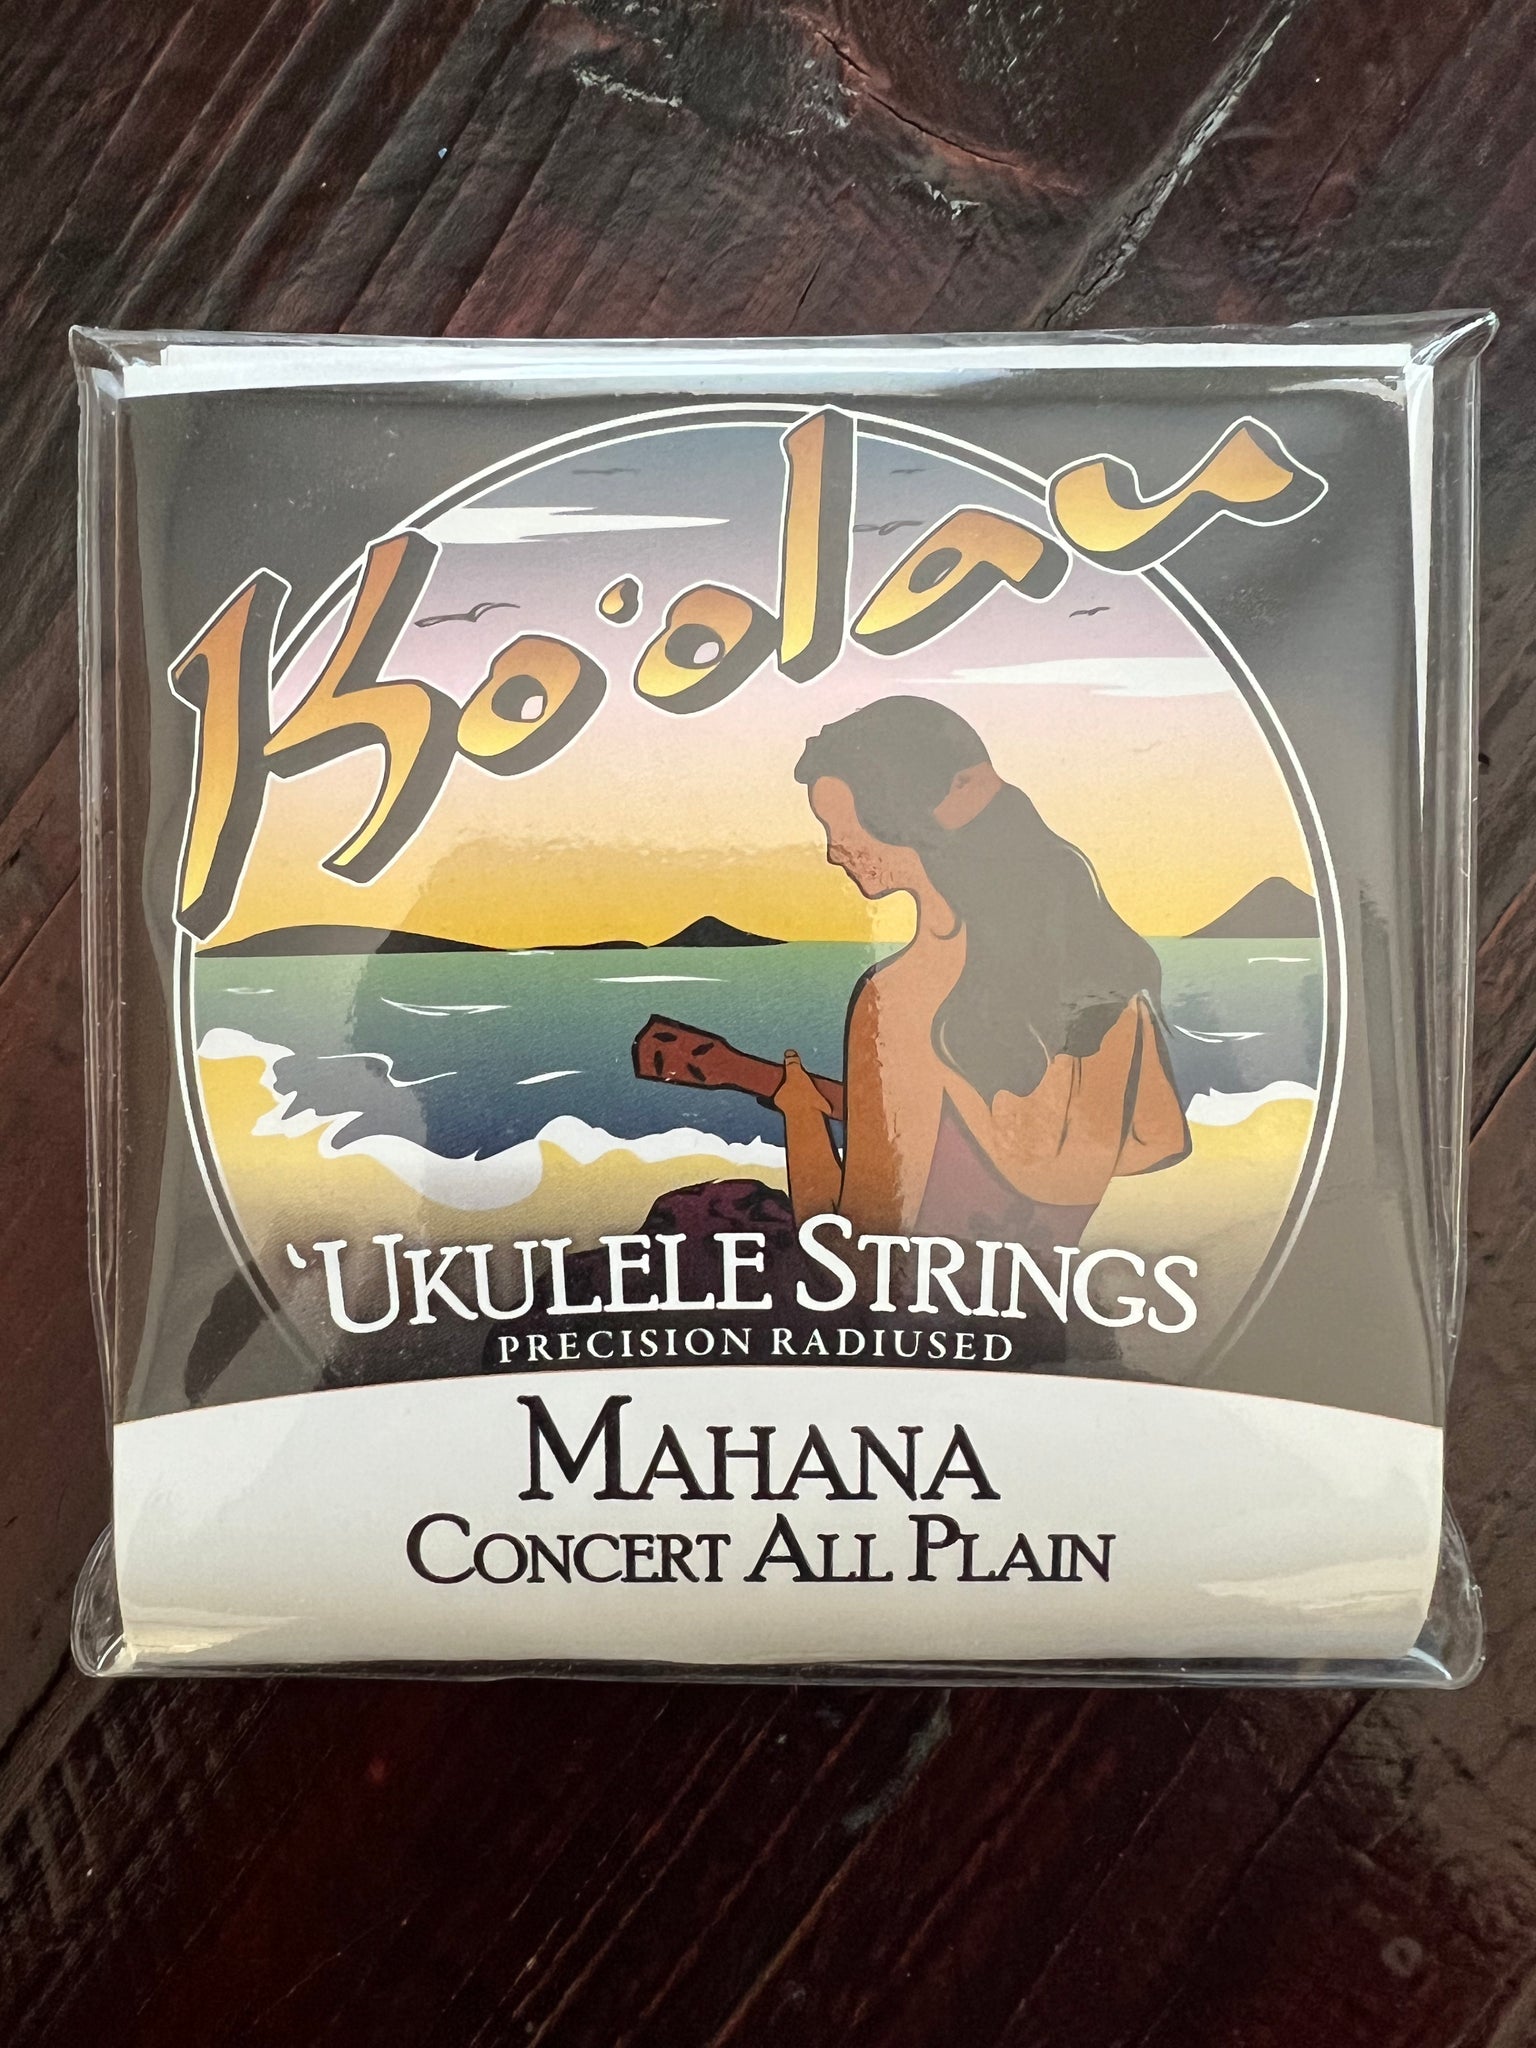 Ko'olau
'UKULELE STRINGS
PRECISION RADIUSED
MAHANA
CONCERT ALL PLAIN